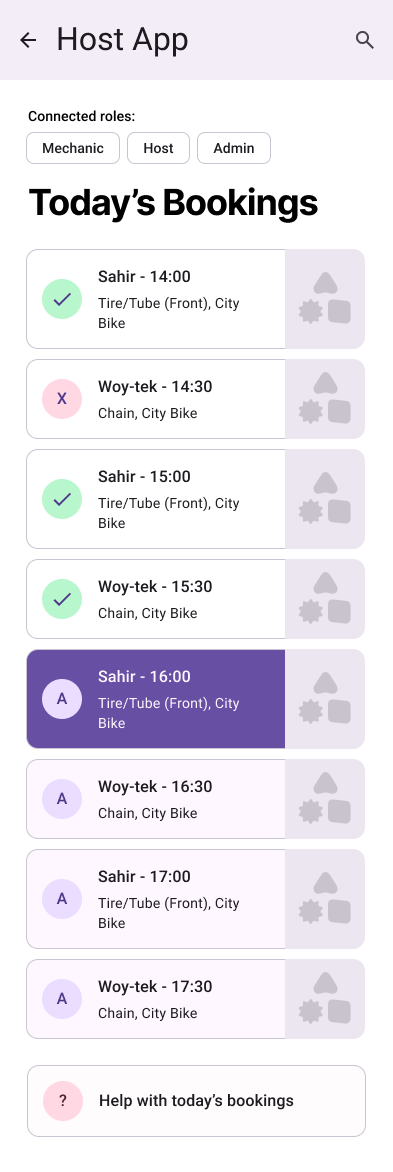 Host App
Connected roles:
Mechanic
Host
Admin
Today's Bookings
Sahir - 14:00
Tire/Tube (Front), City
Bike
X
Woy-tek - 14:30
Chain, City Bike
Sahir - 15:00
Tire/Tube (Front), City
Bike
Woy-tek - 15:30
Chain, City Bike
A
Sahir - 16:00
Tire/Tube (Front), City
Bike
A
Woy-tek - 16:30
Chain, City Bike
A
Sahir - 17:00
Tire/Tube (Front), City
Bike
A
Woy-tek - 17:30
Chain, City Bike
?
Help with today's bookings